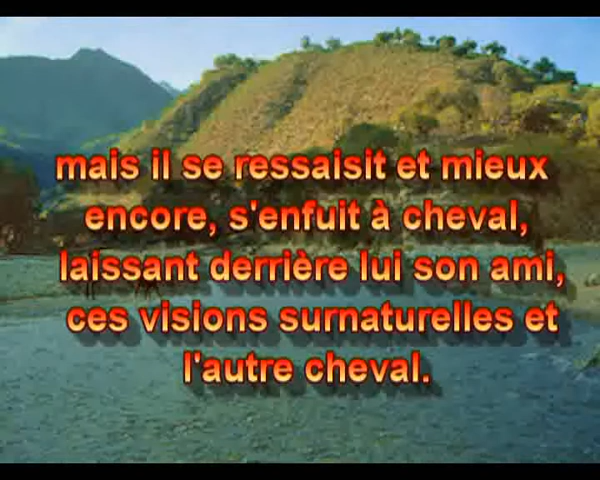 mais il se ressaisit et mieux
encore, s'enfuit à cheval,
laissant derrière lui son ami,
ces visions surnaturelles et
l'autre cheval.